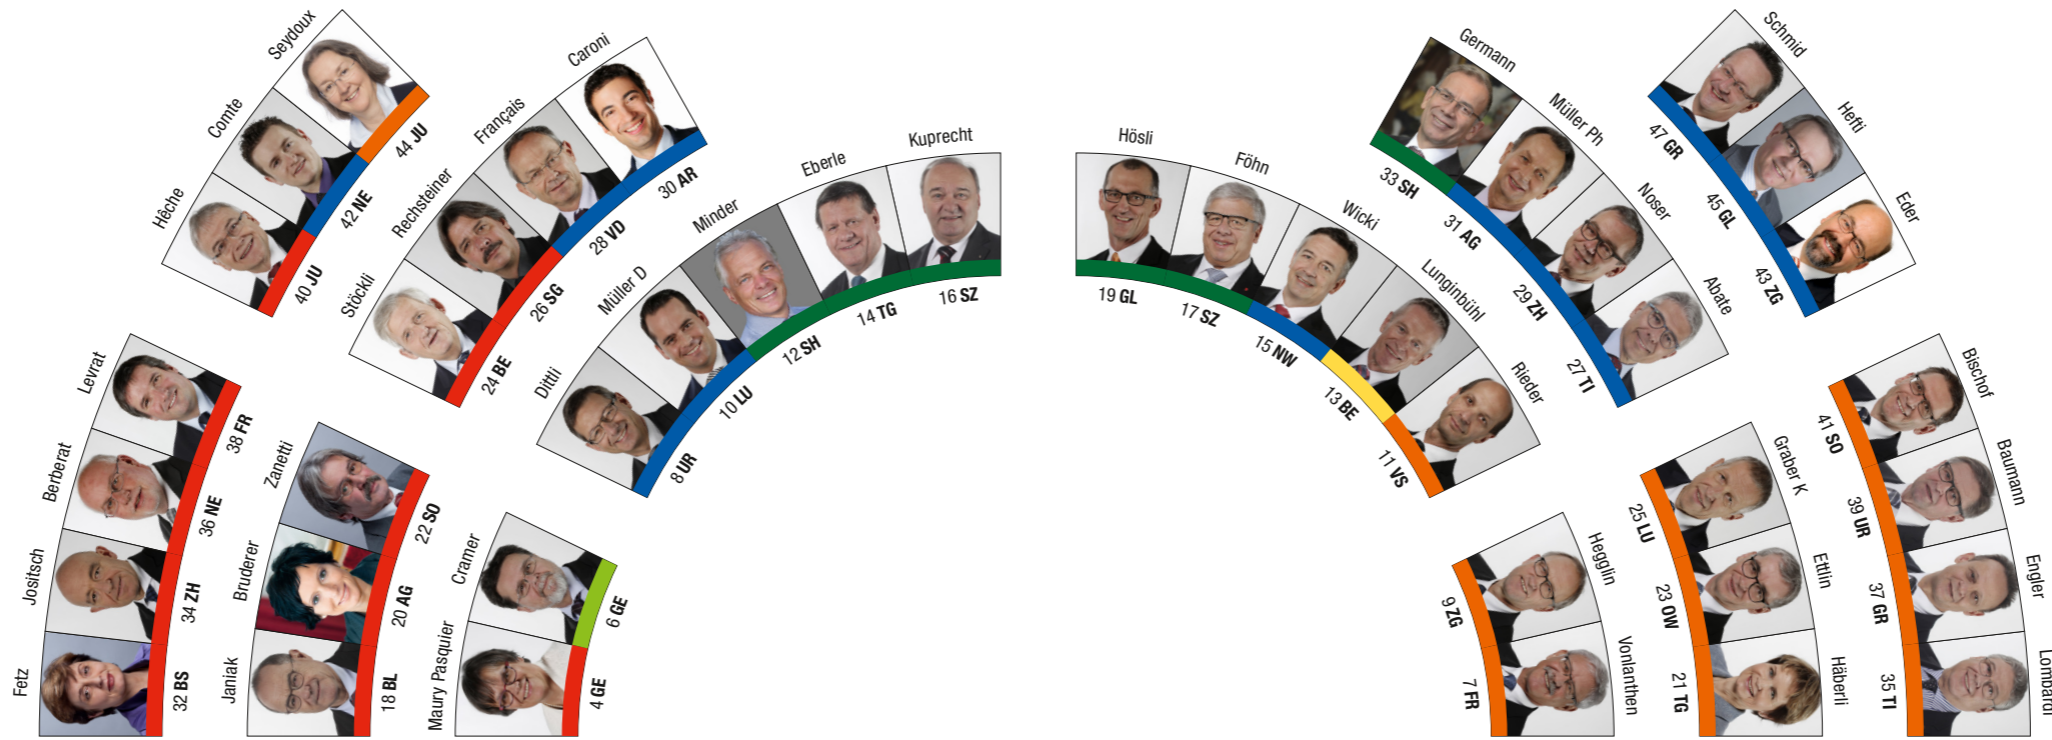 Seydoux
44 JU
Comte
42 NE
Hêche
40 JU
Caroni
30 AR
Français
28 VD
Rechsteiner
26 SG
Stöckli
24 BE
Kuprecht
16 SZ
Eberle
14 TG
Minder
12 SH
Müller D
10 LU
Dittli
8 UR
Levrat
38 FR
Berberat
36 NE
Jositsch
34 ZH
Fetz
32 BS
Zanetti
22 SO
Bruderer
20 AG
Janiak
18 BL
Cramer
6 GE
Maury Pasquier
4 GE
Hösli
19 GL
Föhn
17 SZ
Wicki
15 NW
Lunginbühl
13 BE
Rieder
11 VS
Germann
33 SH
Müller Ph
31 AG
Noser
29 ZH
Abate
27 TI
Schmid
47 GR
Hefti
45 GL
Eder
43 ZG
Hegglin
9 ZG
Vonlanthen
7 FR
Graber K
25 LU
Ettlin
23 OW
Häberli
21 TG
Bischof
41 SO
Baumann
39 UR
Engler
37 GR
Lombardi
35 TI